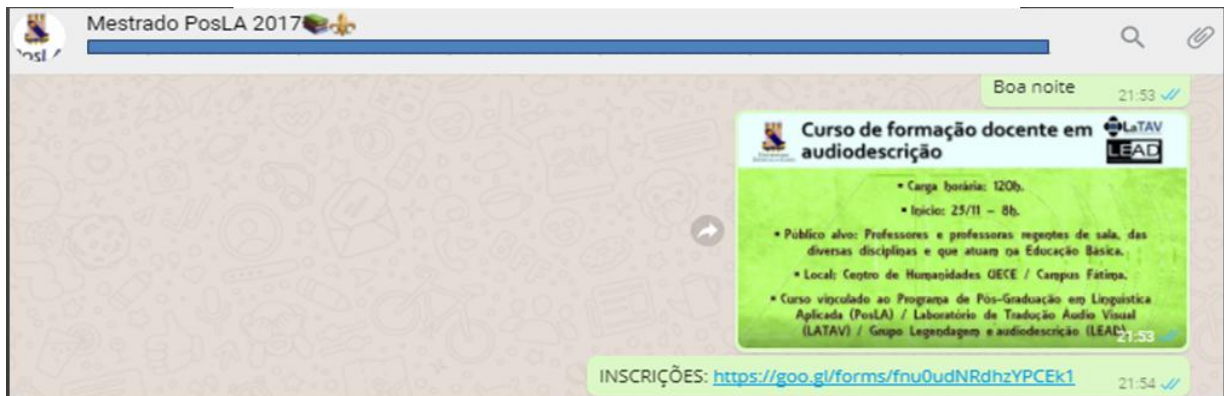 Mestrado PosLA 2017
PosLA
Boa noite
21:53
Curso de formação docente em
audiodescrição
LaTAV
LEAD
• Carga horária: 120h.
• Início: 25/11 – 8h.
• Público alvo: Professores e professoras regentes de sala, das
diversas disciplinas e que atuam na Educação Básica.
• Local: Centro de Humanidades UECE / Campus Fátima.
• Curso vinculado ao Programa de Pós-Graduação em Linguística
Aplicada (PosLA) / Laboratório de Tradução Audio Visual
(LATAV) / Grupo Legendagem e audiodescrição (LEAD)
21:53
INSCRIÇÕES: https://goo.gl/forms/fnu0udNRdhzYPCEk1
21:54